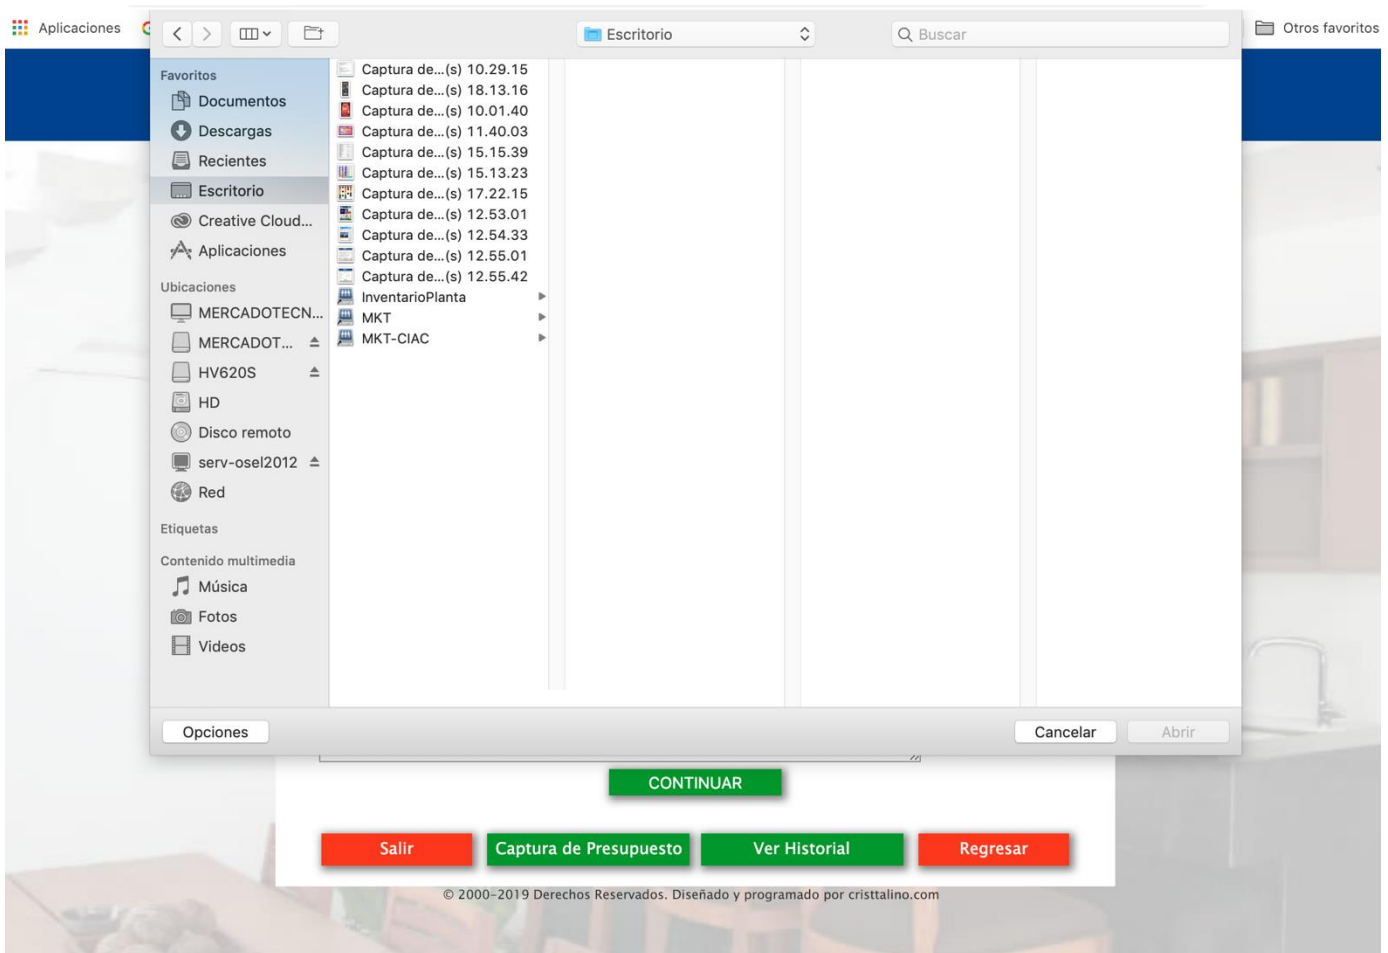 Aplicaciones
Escritorio
Buscar
Otros favoritos
Favoritos
Documentos
Descargas
Recientes
Escritorio
Creative Cloud...
Aplicaciones
Ubicaciones
MERCADOTECN...
MERCADOT...
HV620S
HD
Disco remoto
serv-osel2012
Red
Etiquetas
Contenido multimedia
Música
Fotos
Videos
Captura de...(s) 10.29.15
Captura de...(s) 18.13.16
Captura de...(s) 10.01.40
Captura de...(s) 11.40.03
Captura de...(s) 15.15.39
Captura de...(s) 15.13.23
Captura de...(s) 17.22.15
Captura de...(s) 12.53.01
Captura de...(s) 12.54.33
Captura de...(s) 12.55.01
Captura de...(s) 12.55.42
InventarioPlanta
MKT
MKT-CIAC
Opciones
Cancelar
Abrir
CONTINUAR
Salir
Captura de Presupuesto
Ver Historial
Regresar
© 2000-2019 Derechos Reservados. Diseñado y programado por cristtalino.com